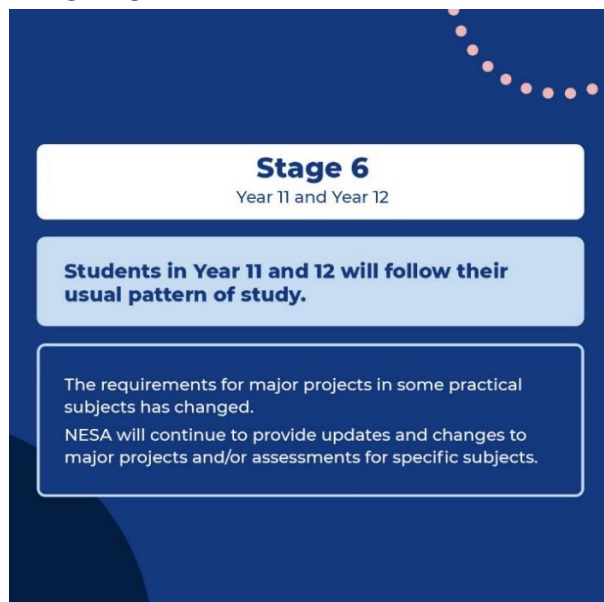 Stage 6
Year 11 and Year 12
Students in Year 11 and 12 will follow their
usual pattern of study.
The requirements for major projects in some practical
subjects has changed.
NESA will continue to provide updates and changes to
major projects and/or assessments for specific subjects.